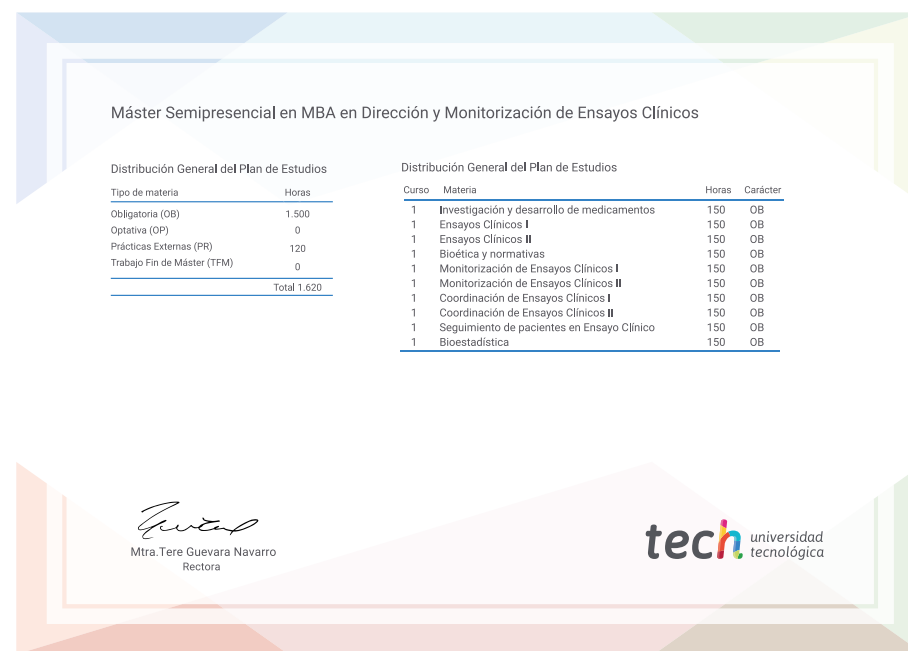 Máster Semipresencial en MBA en Dirección y Monitorización de Ensayos Clínicos
Distribución General del Plan de Estudios
Tipo de materia Horas
Obligatoria (OB) 1.500
Optativa (OP) 0
Prácticas Externas (PR) 120
Trabajo Fin de Máster (TFM) 0
Total 1.620
Distribución General del Plan de Estudios
Curso Materia Horas Carácter
1 Investigación y desarrollo de medicamentos 150 OB
1 Ensayos Clínicos I 150 OB
1 Ensayos Clínicos II 150 OB
1 Bioética y normativas 150 OB
1 Monitorización de Ensayos Clínicos I 150 OB
1 Monitorización de Ensayos Clínicos II 150 OB
1 Coordinación de Ensayos Clínicos I 150 OB
1 Coordinación de Ensayos Clínicos II 150 OB
1 Seguimiento de pacientes en Ensayo Clínico 150 OB
1 Bioestadística 150 OB
Mtra.Tere Guevara Navarro
Rectora
tech universidad
tecnológica